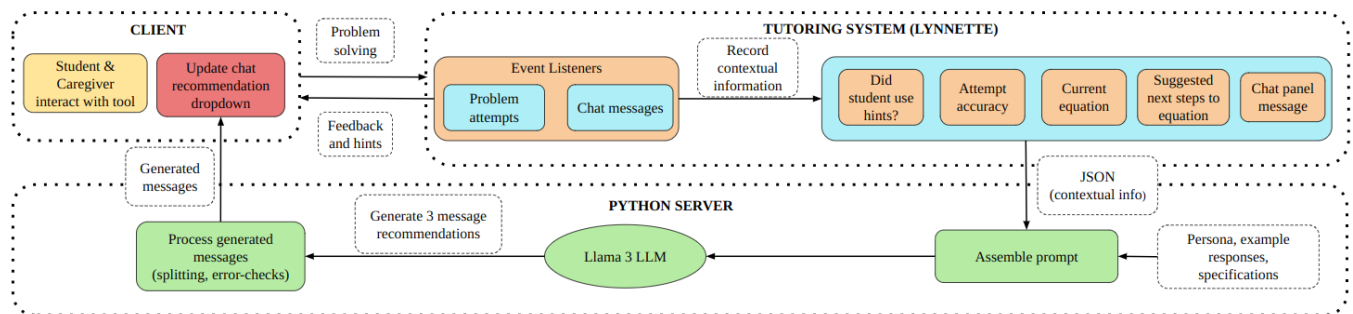 CLIENT
Student &
Caregiver
interact with tool
Update chat
recommendation
dropdown
Problem
solving
Feedback
and hints
TUTORING SYSTEM (LYNNETTE)
Event Listeners
Problem
attempts
Chat messages
Record
contextual
information
Did
student use
hints?
Attempt
accuracy
Current
equation
Suggested
next steps to
equation
Chat panel
message
Generated
messages
JSON
(contextual info)
PYTHON SERVER
Process generated
messages
(splitting, error-checks)
Generate 3 message
recommendations
Llama 3 LLM
Assemble prompt
Persona, example
responses,
specifications